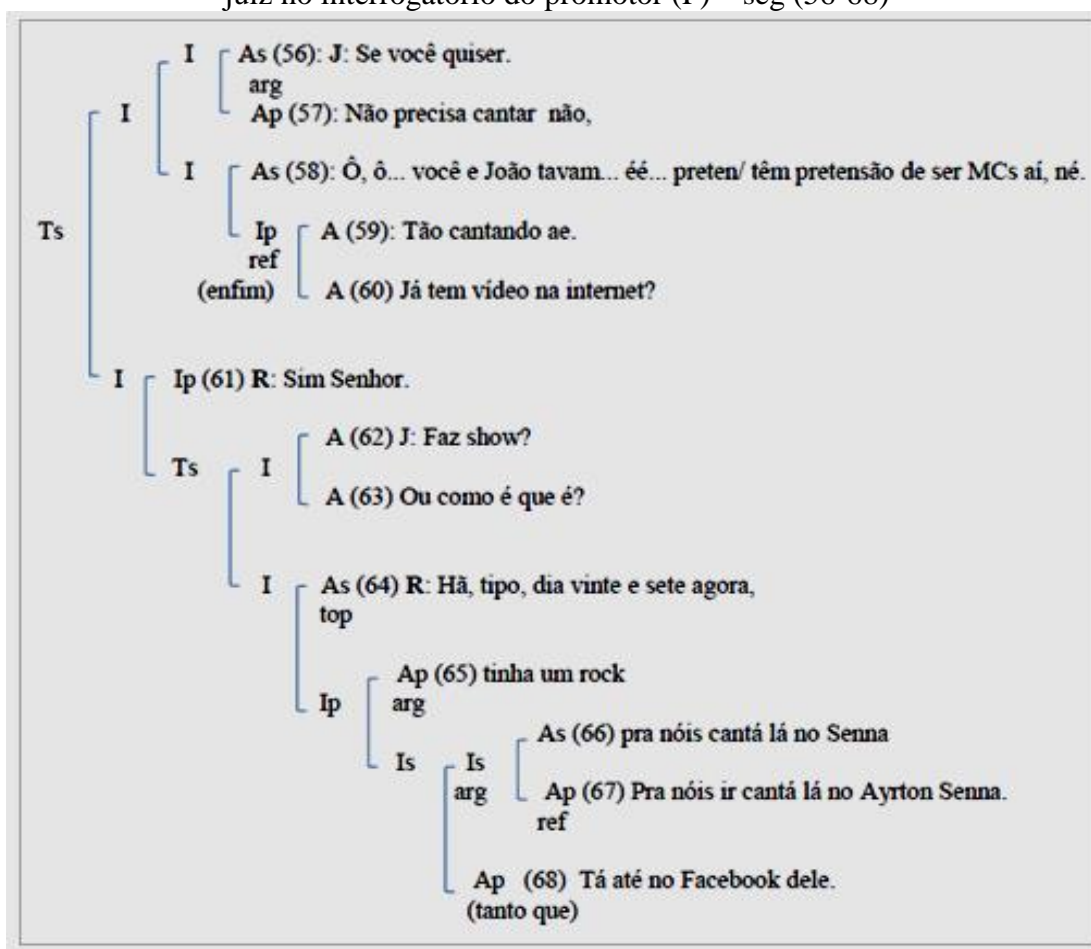 juiz no interrogatório do promotor (P) – seg (56-68)
I As (56): J: Se você quiser.
arg
I Ap (57): Não precisa cantar não,
I As (58): Ô, ô... você e João tavam... éé... preten/ têm pretensão de ser MCs aí, né.
Ts Ip A (59): Tão cantando ae.
ref
(enfim) A (60) Já tem vídeo na internet?
I Ip (61) R: Sim Senhor.
A (62) J: Faz show?
Ts I
A (63) Ou como é que é?
I As (64) R: Hã, tipo, dia vinte e sete agora,
top
Ap (65) tinha um rock
Ip arg
As (66) pra nóis cantá lá no Senna
Is Is
arg Ap (67) Pra nóis ir cantá lá no Ayrton Senna.
ref
Ap (68) Tá até no Facebook dele.
(tanto que)